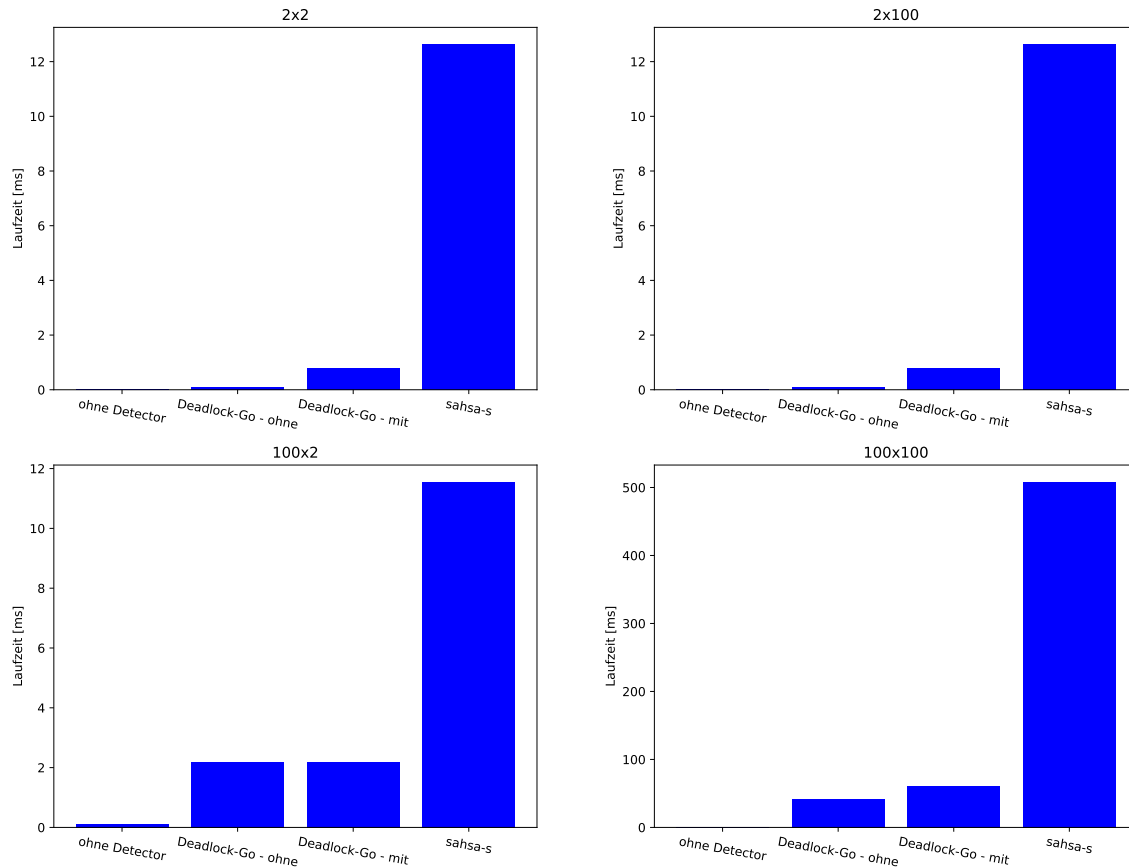 2x2
Laufzeit [ms]
12
10
8
6
4
2
0
ohne Detector
Deadlock-Go - ohne
Deadlock-Go - mit
sahsa-s
2x100
Laufzeit [ms]
12
10
8
6
4
2
0
ohne Detector
Deadlock-Go - ohne
Deadlock-Go - mit
sahsa-s
100x2
Laufzeit [ms]
12
10
8
6
4
2
0
ohne Detector
Deadlock-Go - ohne
Deadlock-Go - mit
sahsa-s
100x100
Laufzeit [ms]
500
400
300
200
100
0
ohne Detector
Deadlock-Go - ohne
Deadlock-Go - mit
sahsa-s